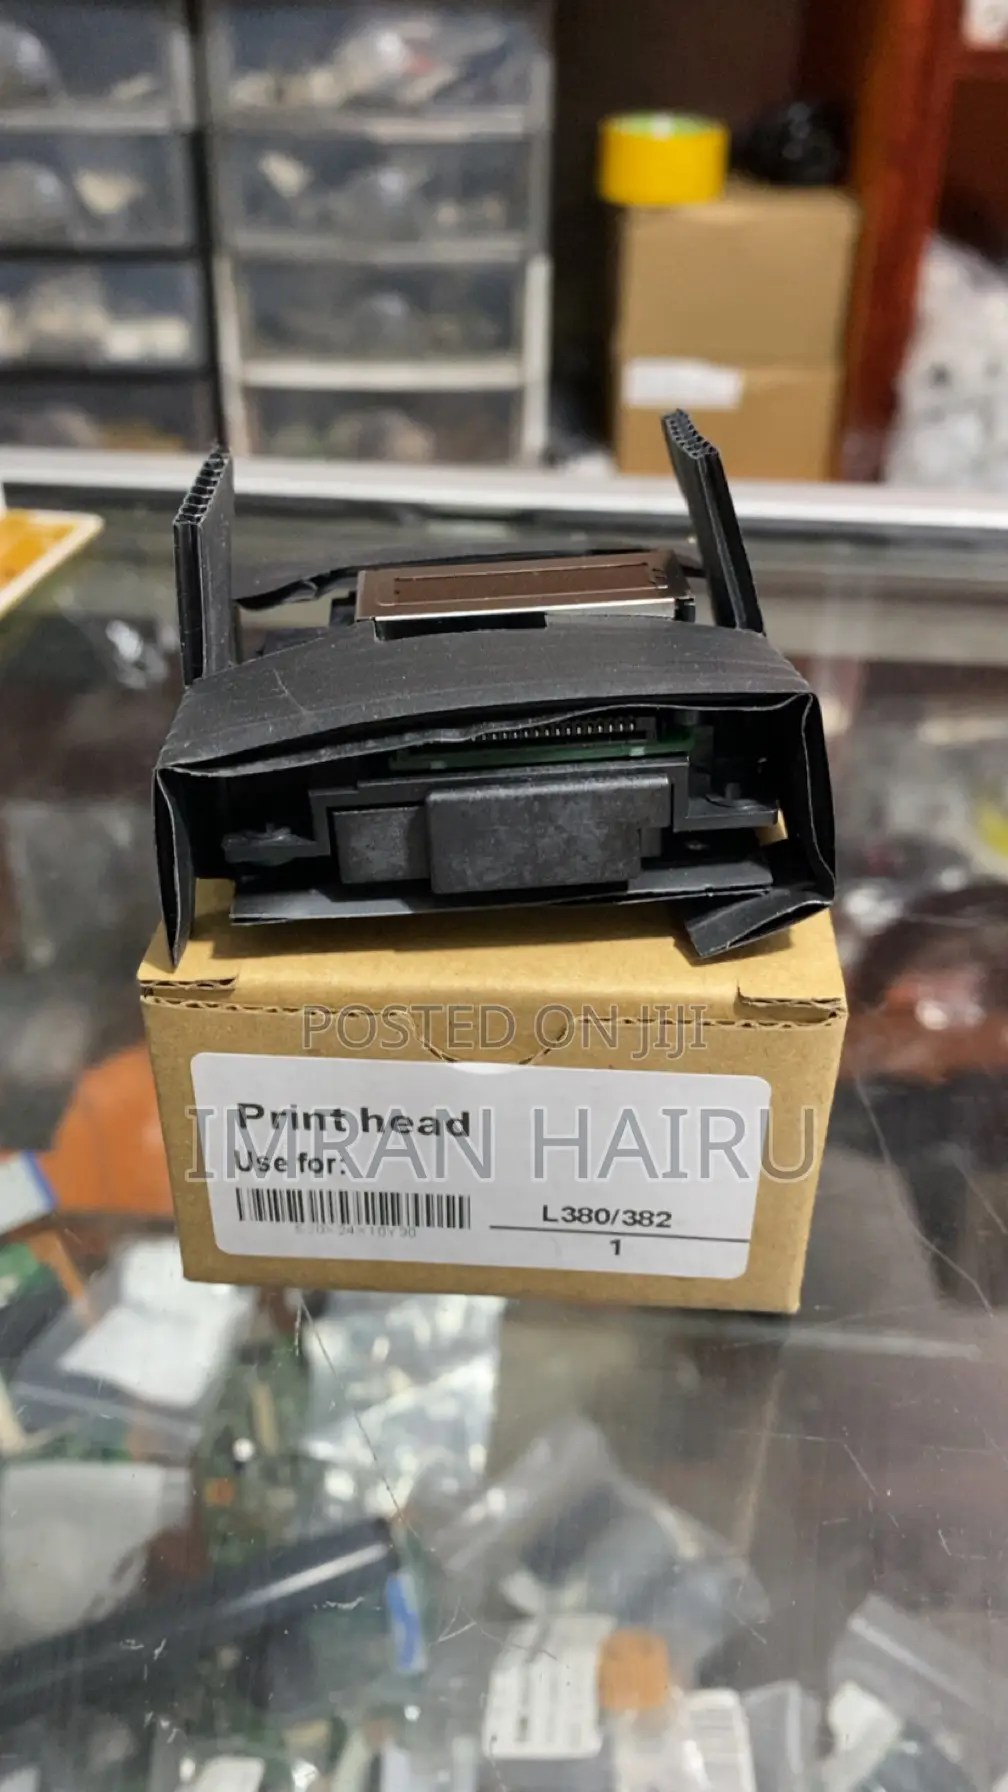 POSTED ON JIJI
Print head
IMRAN HAIRU
Use for:
L380/382
1